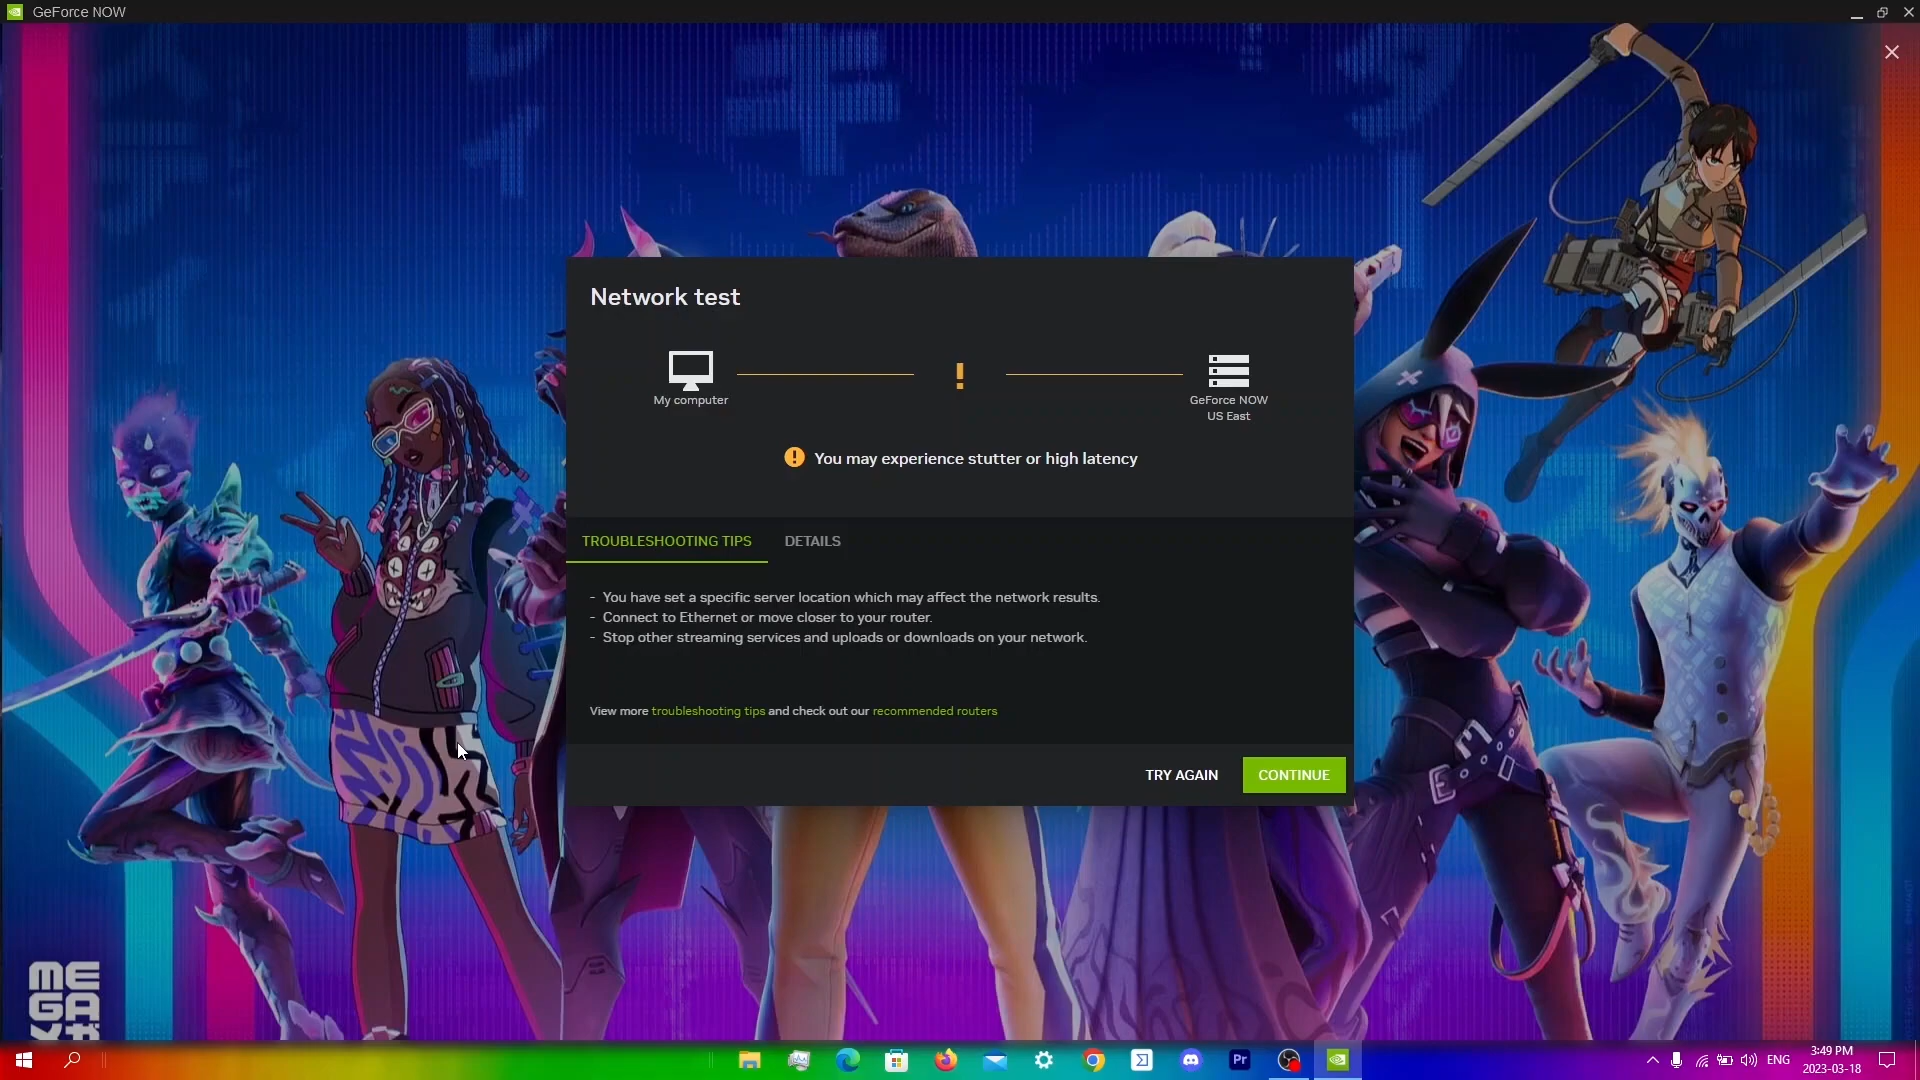 GeForce NOW
Network test
My computer
GeForce NOW
US East
You may experience stutter or high latency
TROUBLESHOOTING TIPS
DETAILS
- You have set a specific server location which may affect the network results.
- Connect to Ethernet or move closer to your router.
- Stop other streaming services and uploads or downloads on your network.
View more troubleshooting tips and check out our recommended routers
TRY AGAIN
CONTINUE
MEGA
Pr
ENG
3:49 PM
2023-03-18